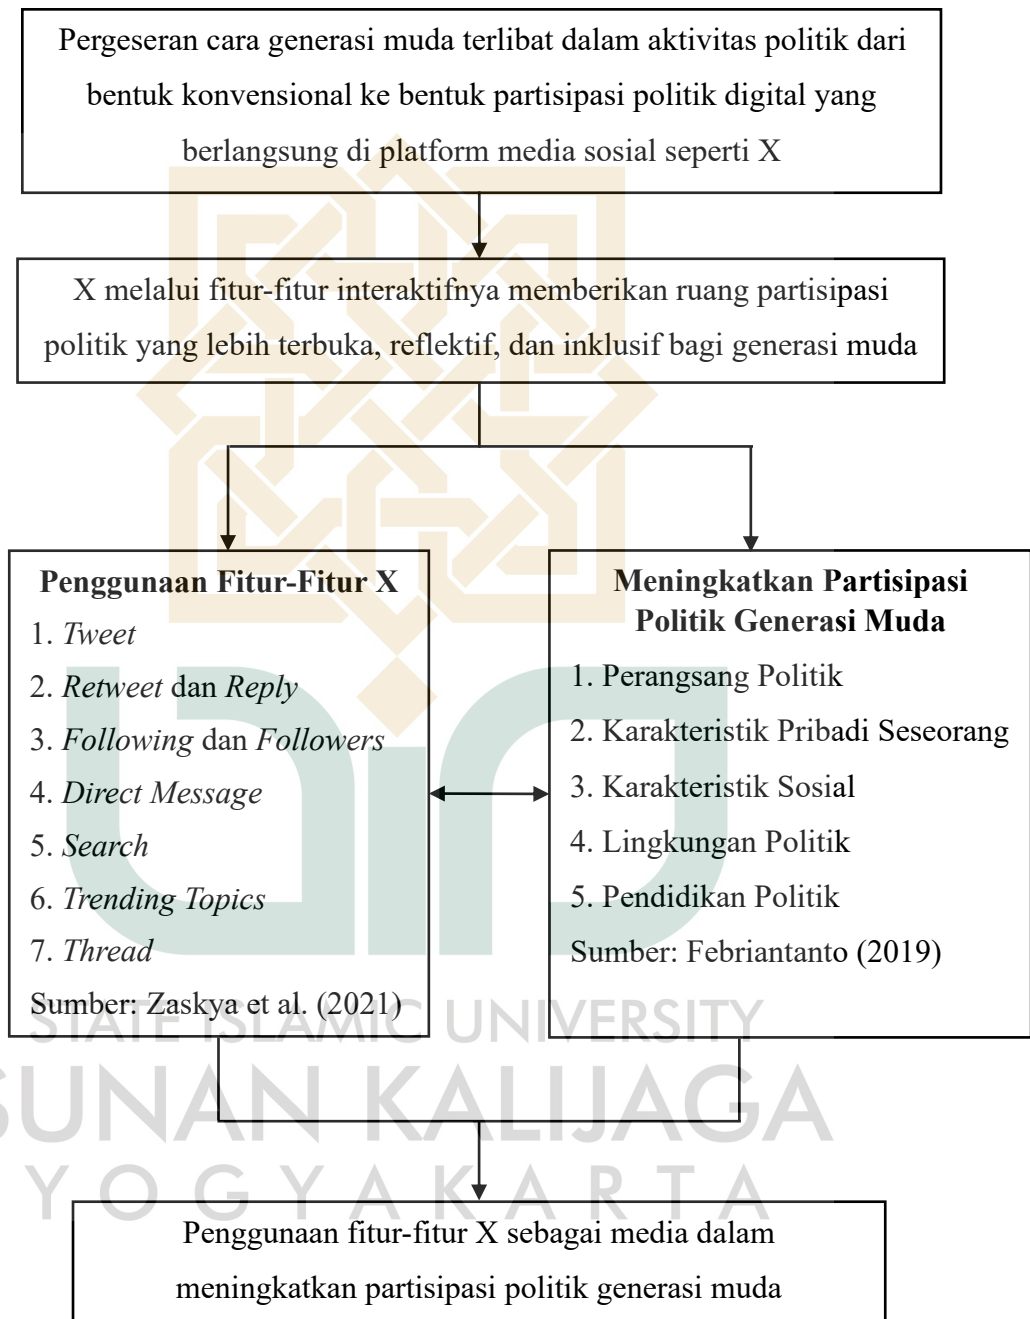 Pergeseran cara generasi muda terlibat dalam aktivitas politik dari
bentuk konvensional ke bentuk partisipasi politik digital yang
berlangsung di platform media sosial seperti X
X melalui fitur-fitur interaktifnya memberikan ruang partisipasi
politik yang lebih terbuka, reflektif, dan inklusif bagi generasi muda
Penggunaan Fitur-Fitur X
1. Tweet
2. Retweet dan Reply
3. Following dan Followers
4. Direct Message
5. Search
6. Trending Topics
7. Thread
Sumber: Zaskya et al. (2021)
Meningkatkan Partisipasi
Politik Generasi Muda
1. Perangsang Politik
2. Karakteristik Pribadi Seseorang
3. Karakteristik Sosial
4. Lingkungan Politik
5. Pendidikan Politik
Sumber: Febriantanto (2019)
STATE ISLAMIC UNIVERSITY
SUNAN KALIJAGA
YOGYAKARTA
Penggunaan fitur-fitur X sebagai media dalam
meningkatkan partisipasi politik generasi muda